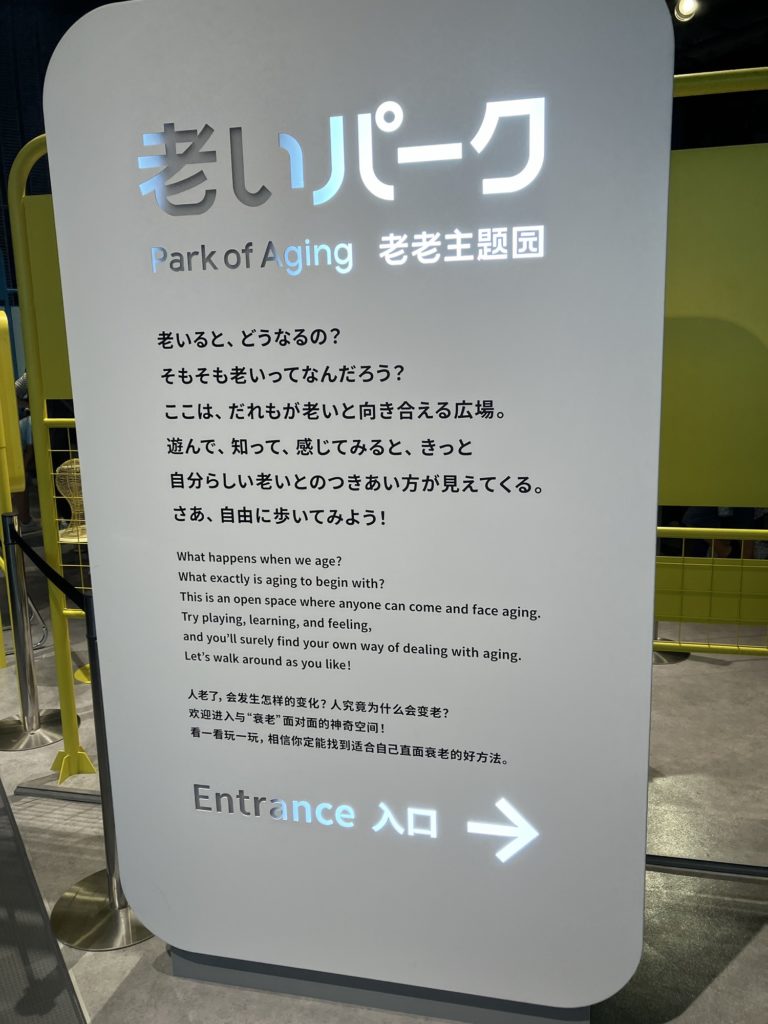 老いパーク
Park of Aging 老老主题园
老いると、どうなるの？
そもそも老いってなんだろう？
ここは、だれもが老いと向き合える広場。
遊んで、知って、感じてみると、きっと
自分らしい老いとのつきあい方が見えてくる。
さあ、自由に歩いてみよう！
What happens when we age?
What exactly is aging to begin with?
This is an open space where anyone can come and face aging.
Try playing, learning, and feeling,
and you'll surely find your own way of dealing with aging.
Let's walk around as you like!
人老了，会发生怎样的变化？人究竟为什么会变老？
欢迎进入与“衰老”面对面的神奇空间！
看一看玩一玩，相信你定能找到适合自己直面衰老的好方法。
Entrance 入口 →